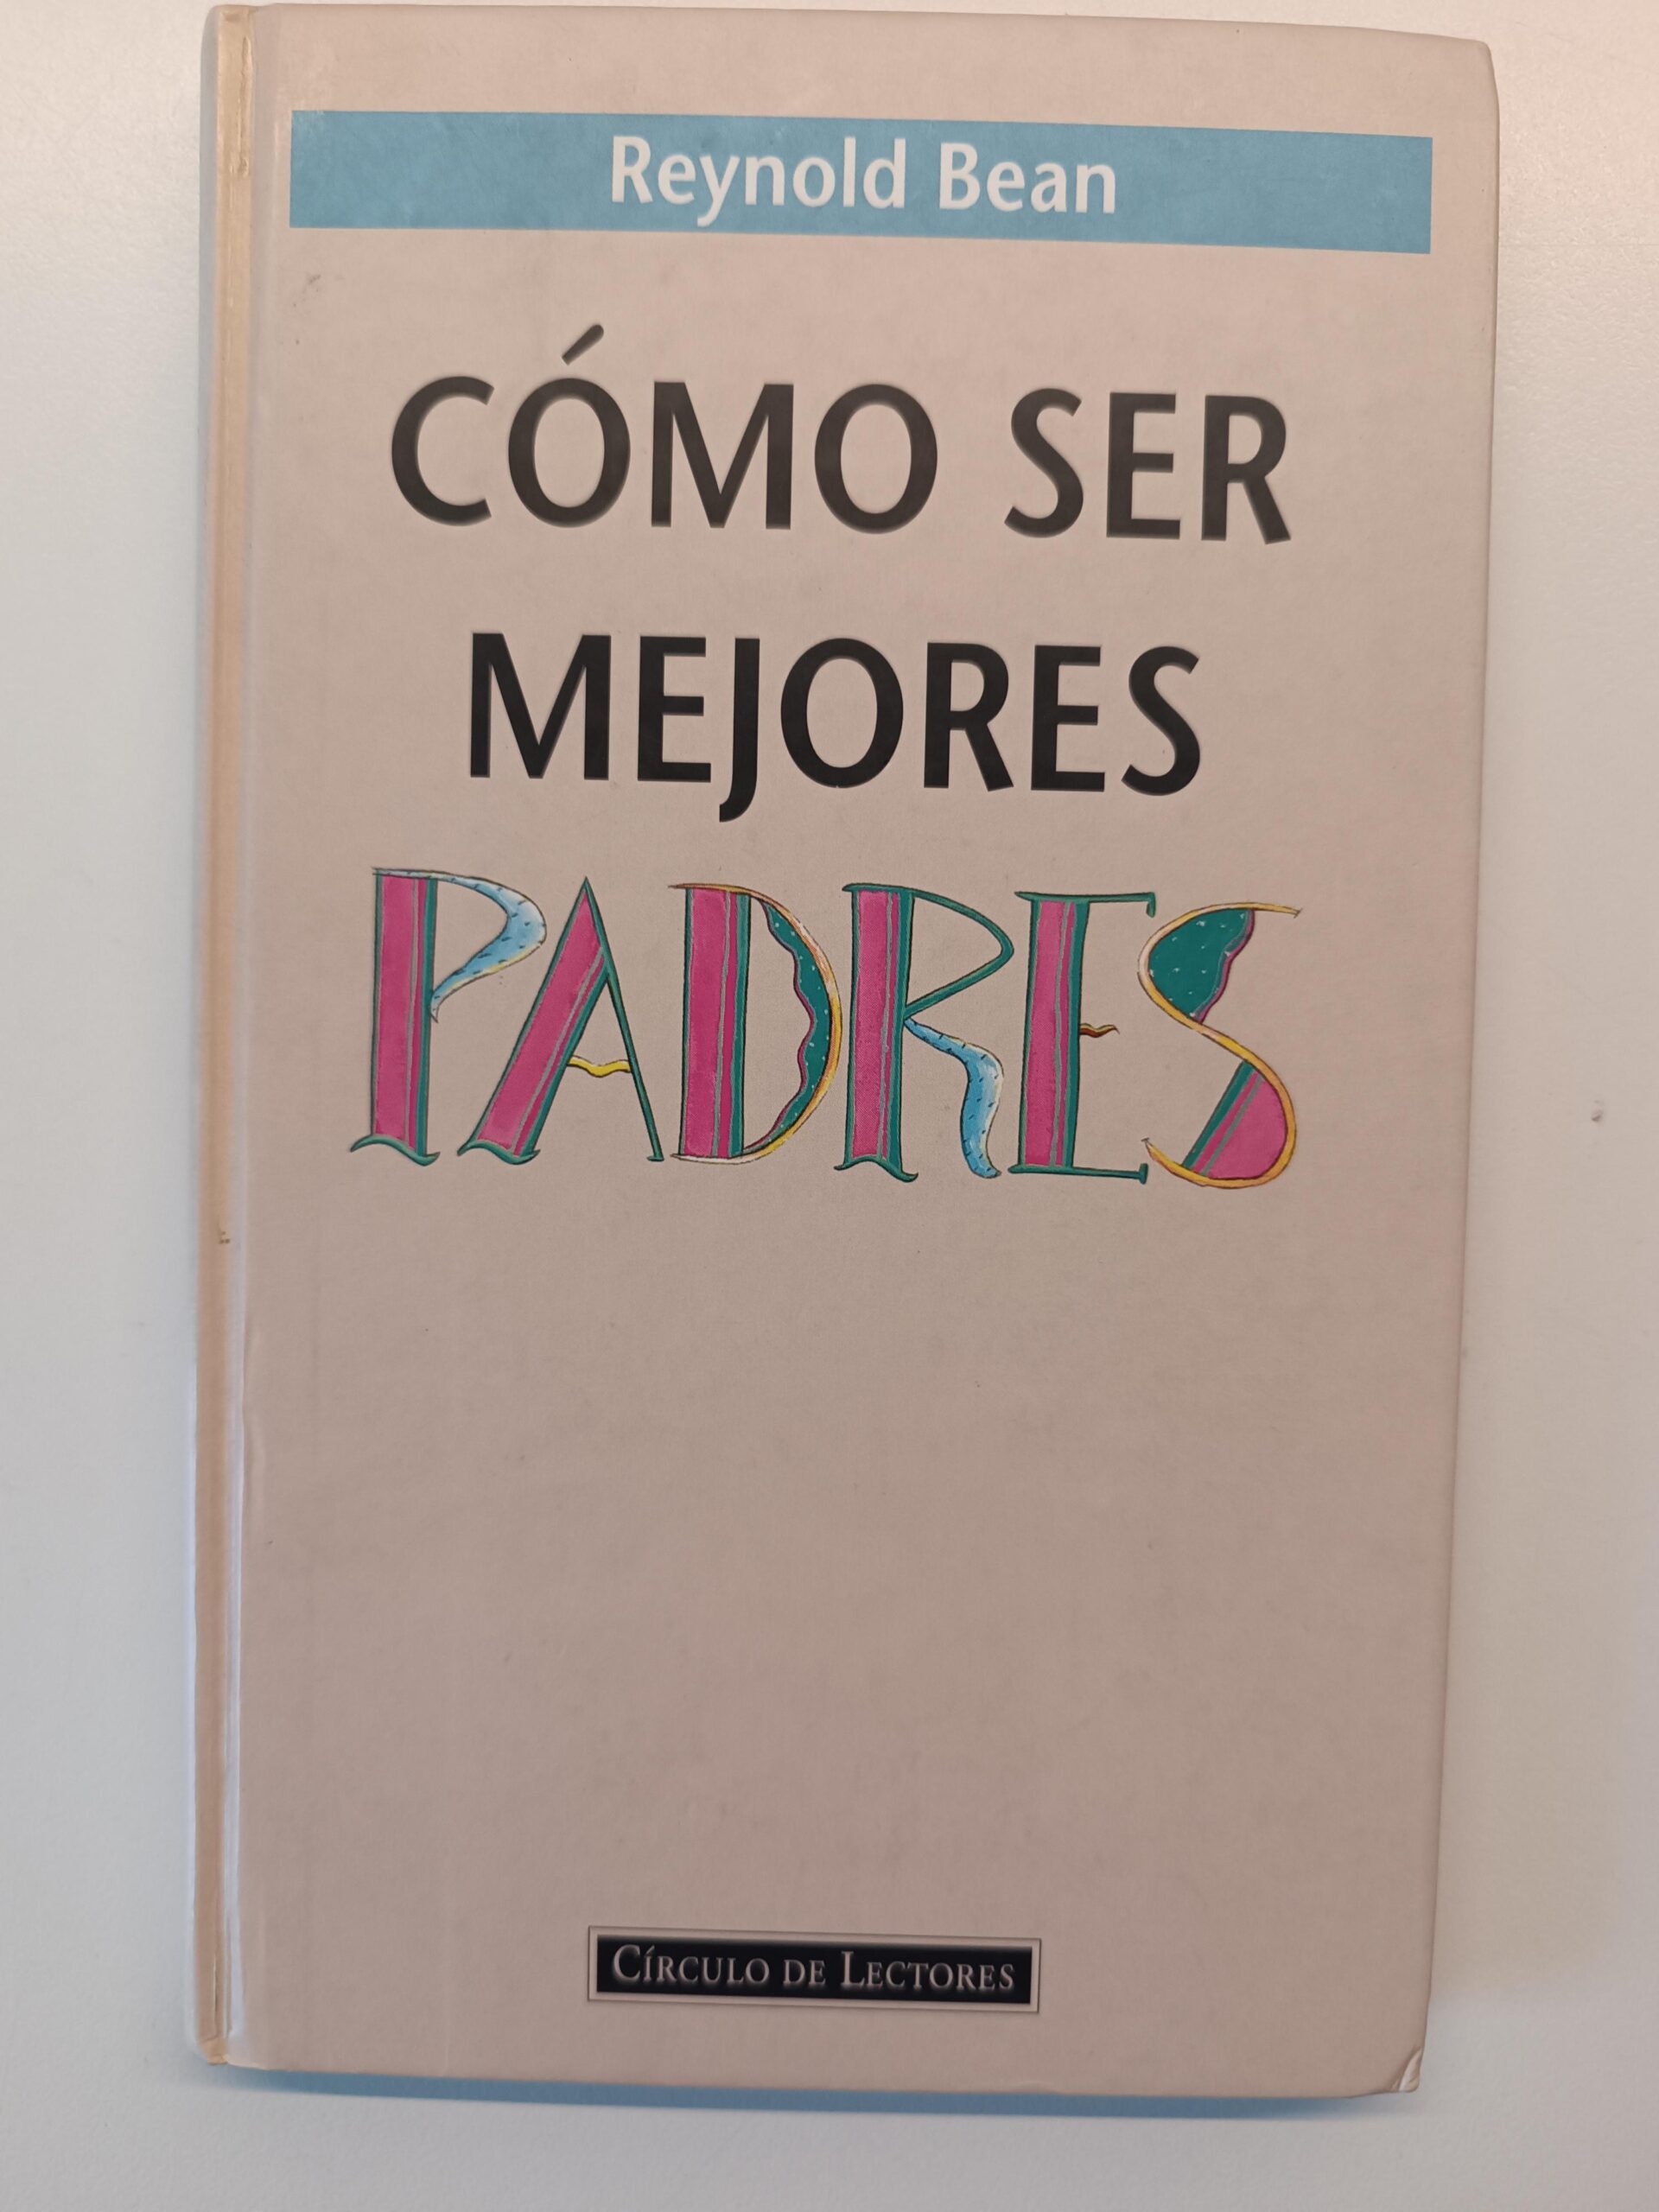 Reynold Bean
CÓMO SER
MEJORES
PADRES
CÍRCULO DE LECTORES